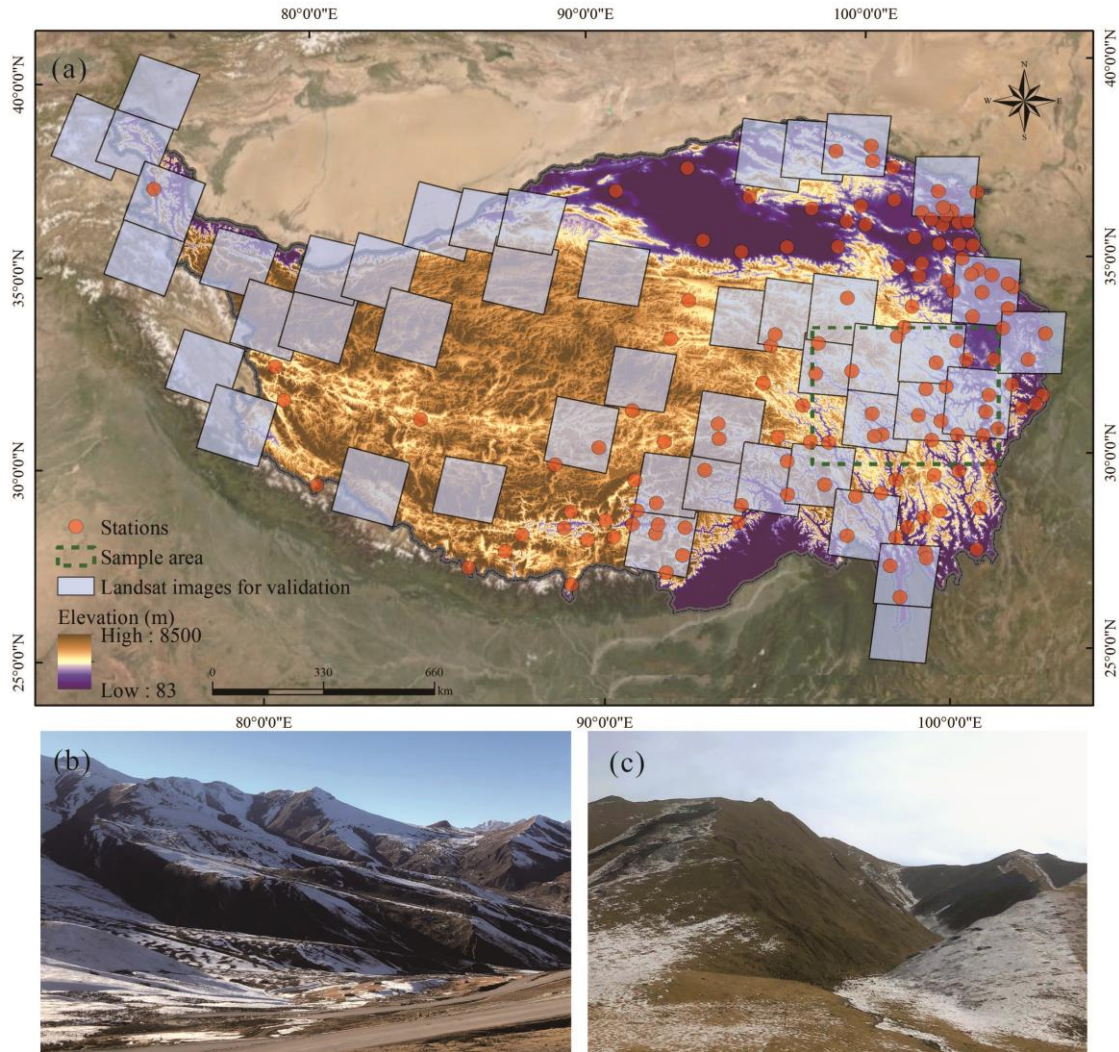 80°0'0"E 90°0'0"E 100°0'0"E
(a)
N
W E
S
40°0'0"N 40°0'0"N
35°0'0"N 35°0'0"N
30°0'0"N 30°0'0"N
25°0'0"N 25°0'0"N
Stations
Sample area
Landsat images for validation
Elevation (m)
High : 8500
Low : 83
0 330 660
km
80°0'0"E 90°0'0"E 100°0'0"E
(b) (c)